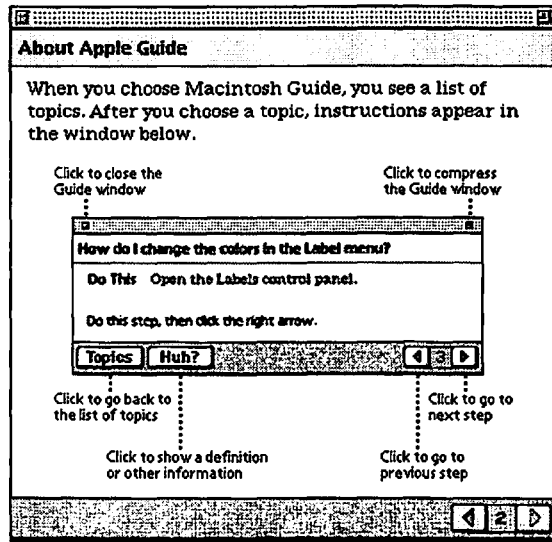 About Apple Guide
When you choose Macintosh Guide, you see a list of
topics. After you choose a topic, instructions appear in
the window below.
Click to close the
Guide window
Click to compress
the Guide window
How do I change the colors in the Label menu?
Do This Open the Labels control panel.
Do this step, then click the right arrow.
Topics Huh? 3
Click to go back to
the list of topics
Click to go to
next step
Click to show a definition
or other information
Click to go to
previous step
2